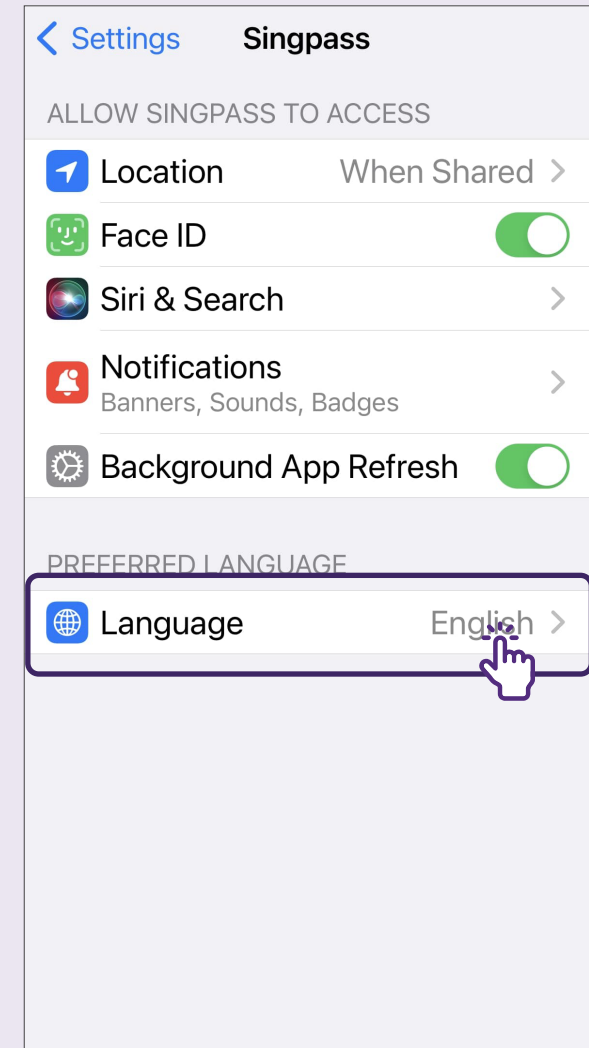 Settings Singpass
ALLOW SINGPASS TO ACCESS
Location When Shared
Face ID
Siri & Search
Notifications
Banners, Sounds, Badges
Background App Refresh
PREFERRED LANGUAGE
Language English